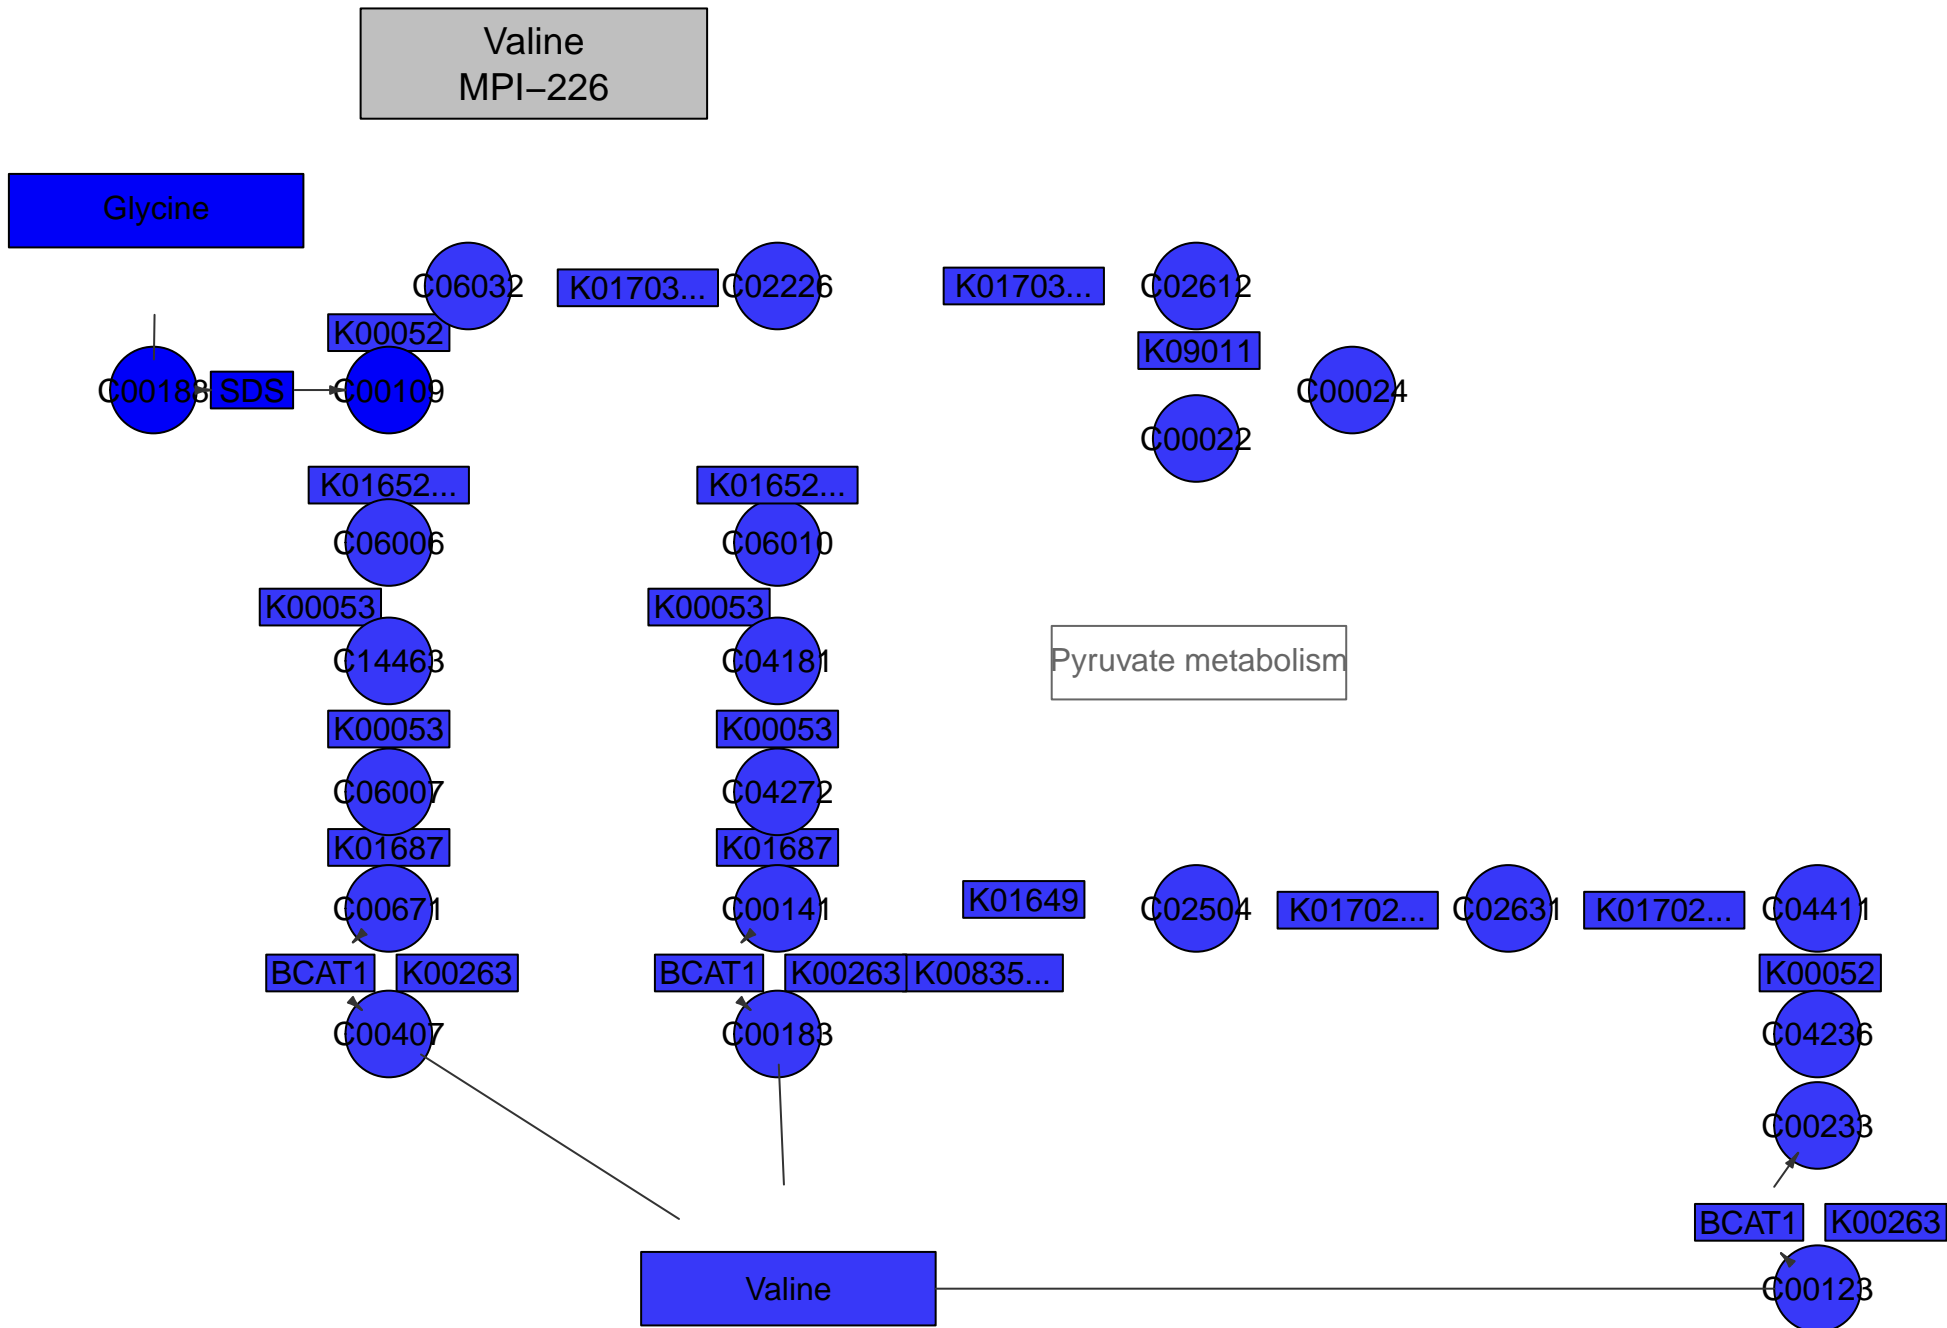 Valine
MPI−226
Glycine
C06032
K01703...
C02226
K01703...
C02612
K00052
K09011
C00188
SDS
C00109
C00024
C00022
K01652...
K01652...
C06006
C06010
K00053
K00053
C14463
C04181
Pyruvate metabolism
K00053
K00053
C06007
C04272
K01687
K01687
C00671
C00141
K01649
C02504
K01702...
C02631
K01702...
C04411
BCAT1
K00263
BCAT1
K00263
K00835...
K00052
C00407
C00183
C04236
C00233
BCAT1
K00263
Valine
C00123